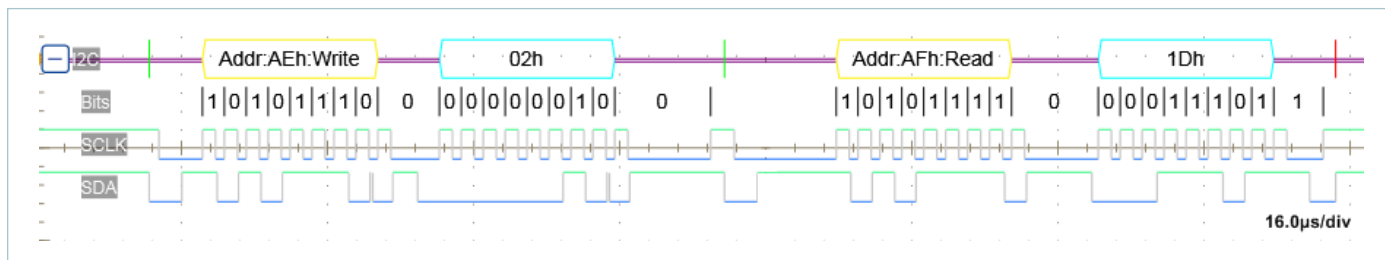 I2C Addr:AEh:Write 02h Addr:AFh:Read 1Dh
Bits 1 0 1 0 1 1 1 0 0 0 0 0 0 0 0 1 0 0 1 0 1 0 1 1 1 1 0 0 0 0 1 1 1 0 1 1
SCLK
SDA
16.0µs/div